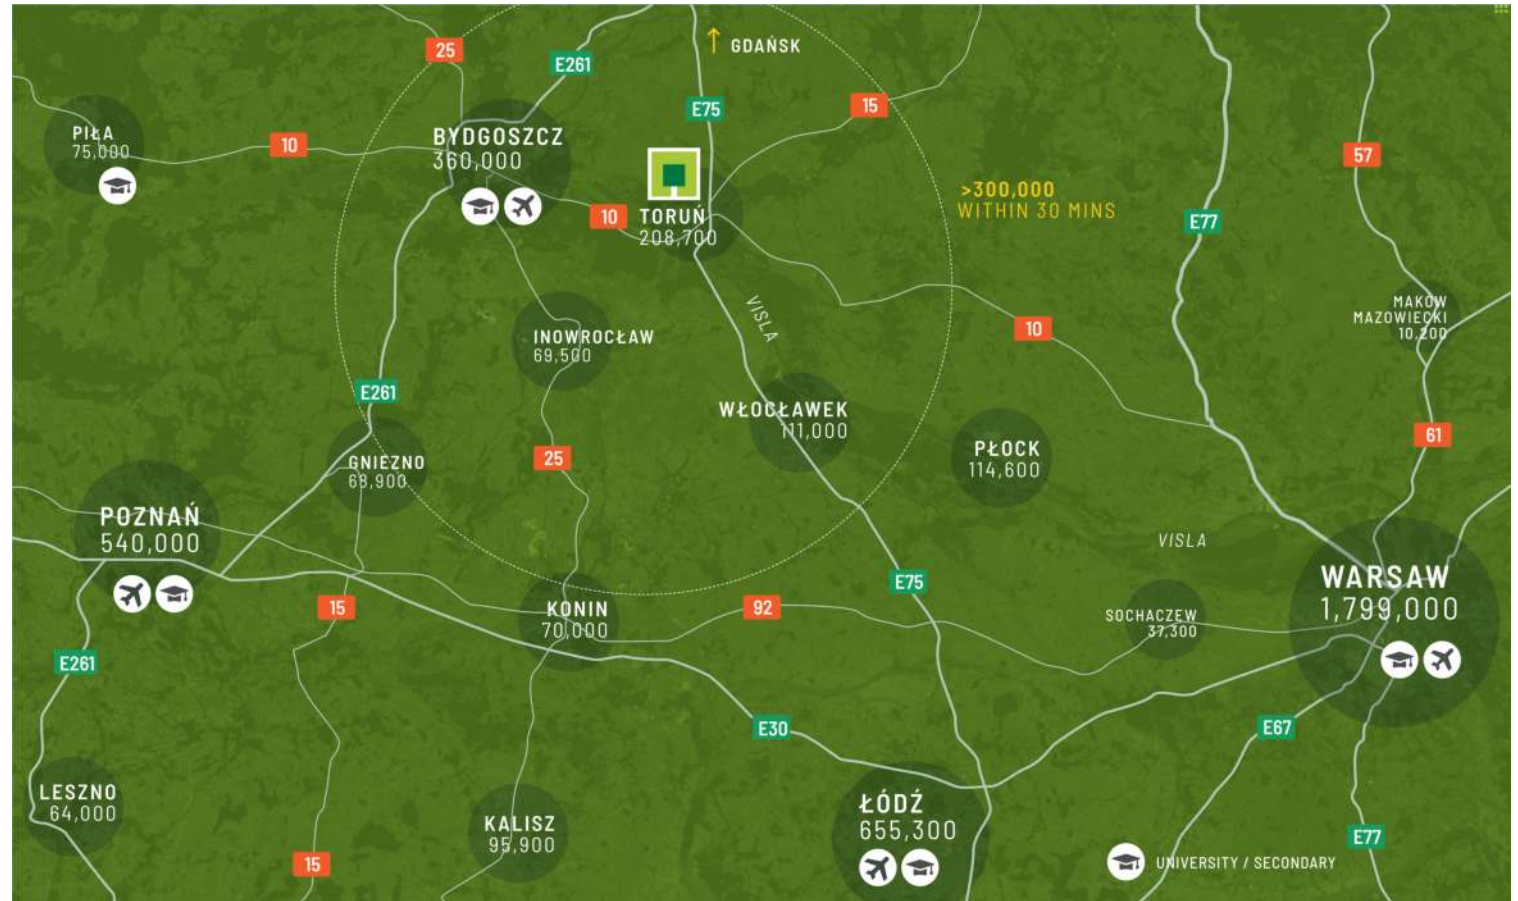 25
E261
GDAŃSK
E75
15
PIŁA
75,000
10
BYDGOSZCZ
360,000
57
>300,000
WITHIN 30 MINS
10
TORUŃ
208,700
E77
MAKÓW
MAZOWIECKI
10,200
VISLA
INOWROCŁAW
69,500
10
E261
WŁOCŁAWEK
111,000
61
GNIEZNO
68,900
25
PŁOCK
114,600
POZNAŃ
540,000
VISLA
E75
WARSAW
1,799,000
15
KONIN
70,000
92
SOCHACZEW
37,300
E261
E30
E67
LESZNO
64,000
KALISZ
95,900
ŁÓDŹ
655,300
E77
15
UNIVERSITY / SECONDARY